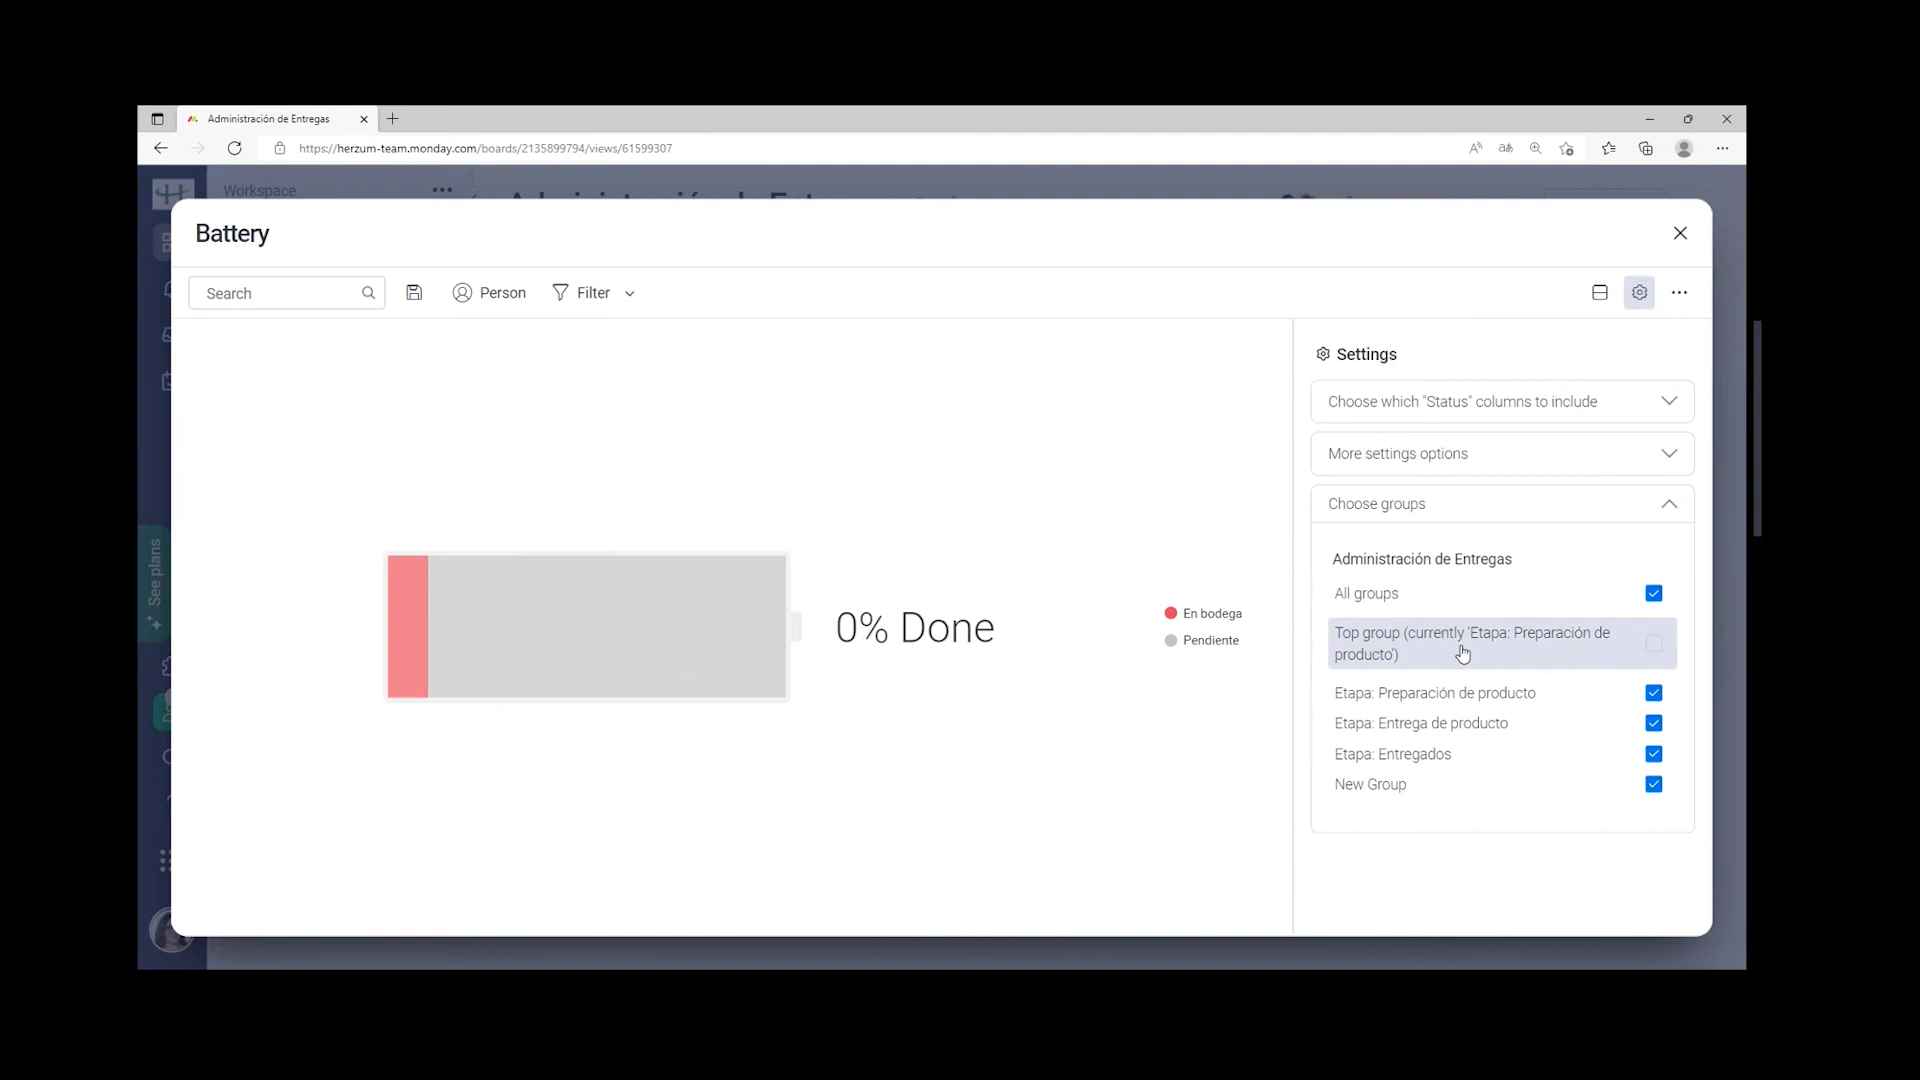 Administración de Entregas
https://herzum-team.monday.com/boards/2135899794/views/61599307
Workspace
Battery
Search
Person
Filter
See plans
Settings
Choose which "Status" columns to include
More settings options
Choose groups
Administración de Entregas
All groups
Top group (currently 'Etapa: Preparación de
producto')
Etapa: Preparación de producto
Etapa: Entrega de producto
Etapa: Entregados
New Group
0% Done
En bodega
Pendiente